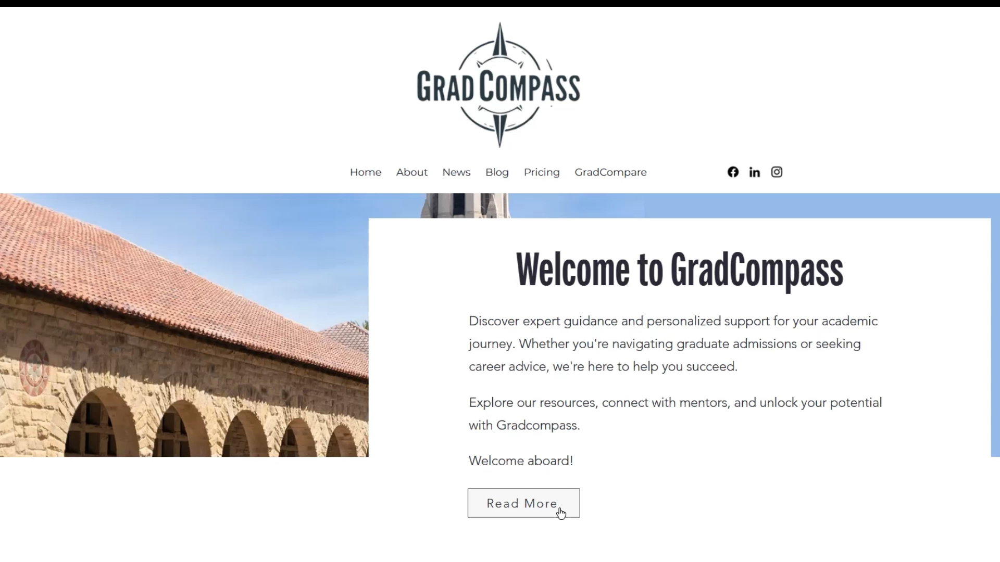 GRAD COMPASS
Home About News Blog Pricing GradCompare
Welcome to GradCompass
Discover expert guidance and personalized support for your academic
journey. Whether you're navigating graduate admissions or seeking
career advice, we're here to help you succeed.
Explore our resources, connect with mentors, and unlock your potential
with Gradcompass.
Welcome aboard!
Read More